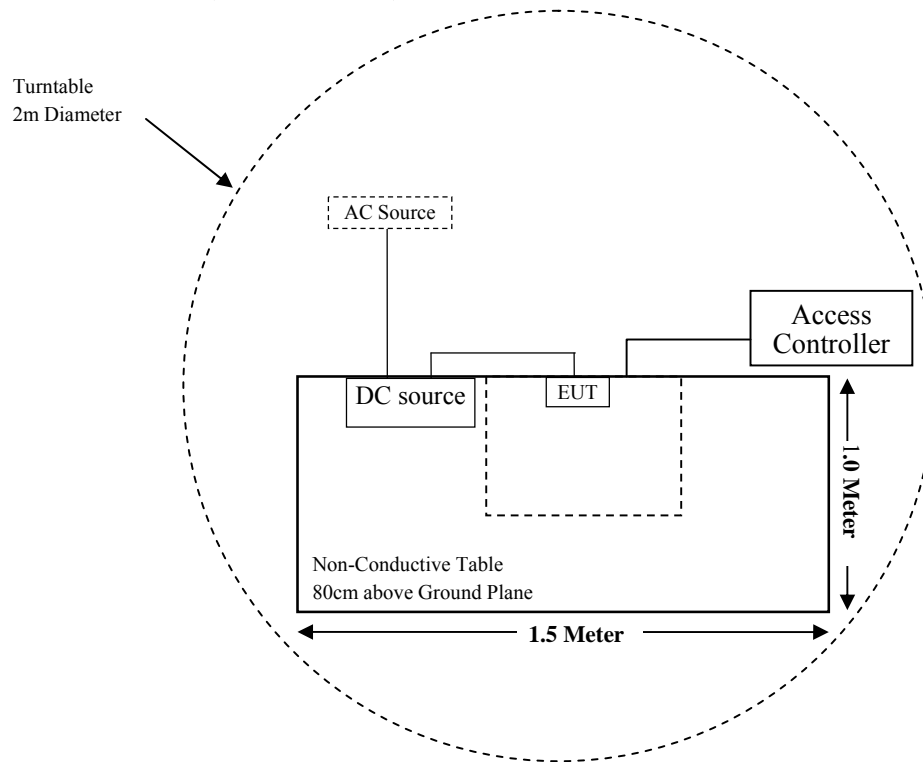 Turntable
2m Diameter
AC Source
Access
Controller
DC source
EUT
1.0 Meter
Non-Conductive Table
80cm above Ground Plane
1.5 Meter